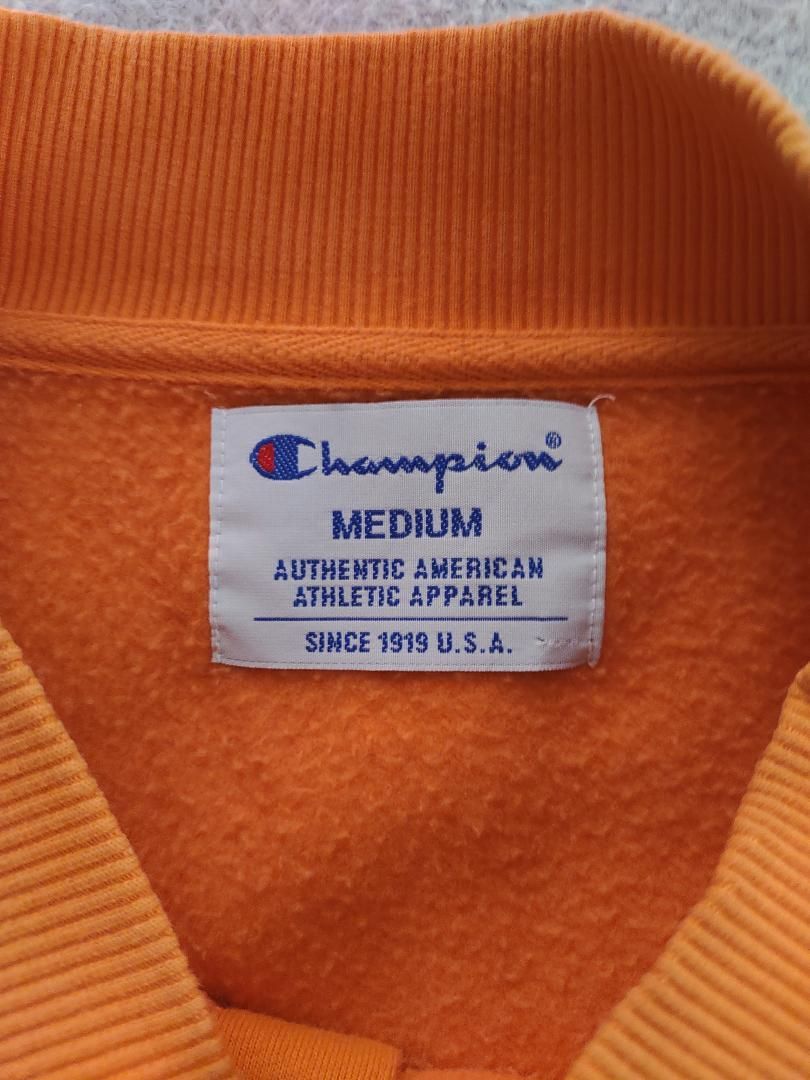 Champion®
MEDIUM
AUTHENTIC AMERICAN
ATHLETIC APPAREL
SINCE 1919 U.S.A.